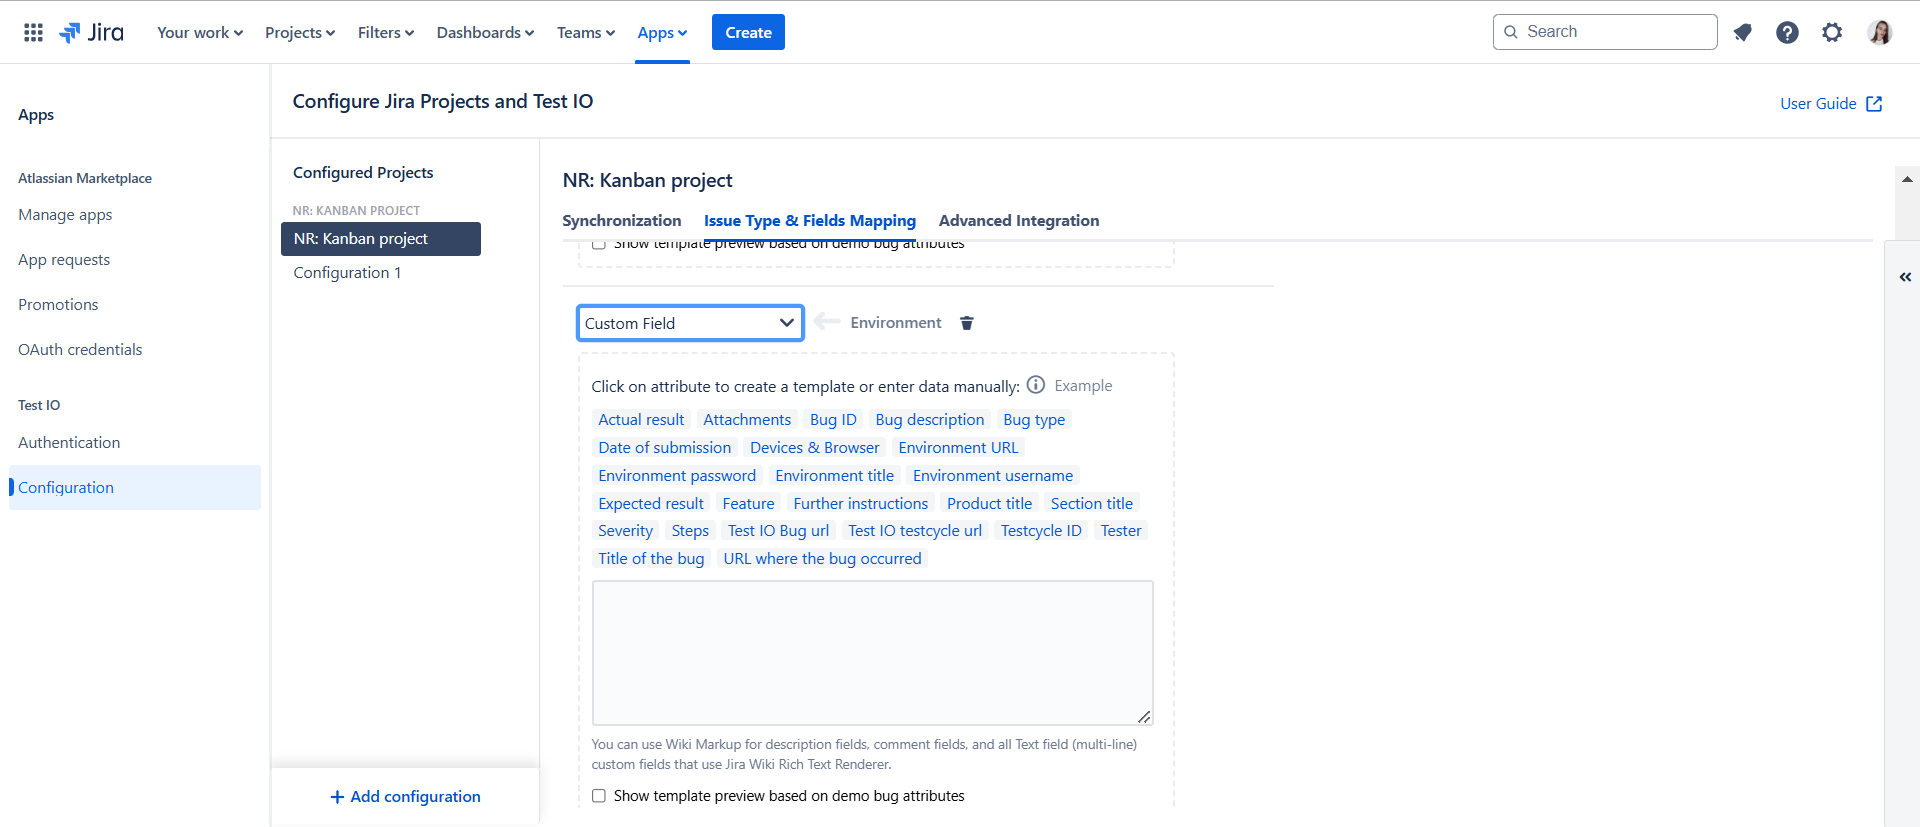 Jira Your work Projects Filters Dashboards Teams Apps Create Search
Apps
Atlassian Marketplace
Manage apps
App requests
Promotions
OAuth credentials
Test IO
Authentication
Configuration
Configure Jira Projects and Test IO
User Guide
Configured Projects
NR: KANBAN PROJECT
NR: Kanban project
Configuration 1
+ Add configuration
NR: Kanban project
Synchronization Issue Type & Fields Mapping Advanced Integration
Show template preview based on demo bug attributes
Custom Field Environment
Click on attribute to create a template or enter data manually: Example
Actual result Attachments Bug ID Bug description Bug type
Date of submission Devices & Browser Environment URL
Environment password Environment title Environment username
Expected result Feature Further instructions Product title Section title
Severity Steps Test IO Bug url Test IO testcycle url Testcycle ID Tester
Title of the bug URL where the bug occurred
You can use Wiki Markup for description fields, comment fields, and all Text field (multi-line)
custom fields that use Jira Wiki Rich Text Renderer.
Show template preview based on demo bug attributes